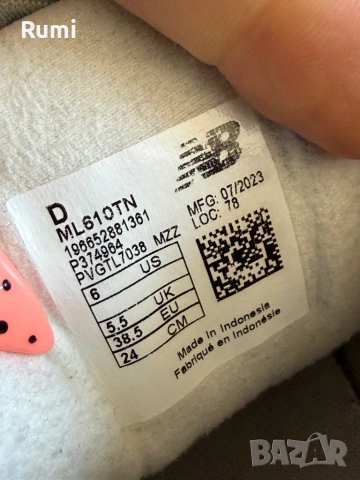 Rumi
D
ML610TN
196652881361
P374964
PVGTL7038 MZZ
6 US
5.5 UK
38.5 EU
24 CM
NB
MFG: 07/2023
LOC: 78
Made in Indonesia
Fabriqué en Indonésie
BAZAR